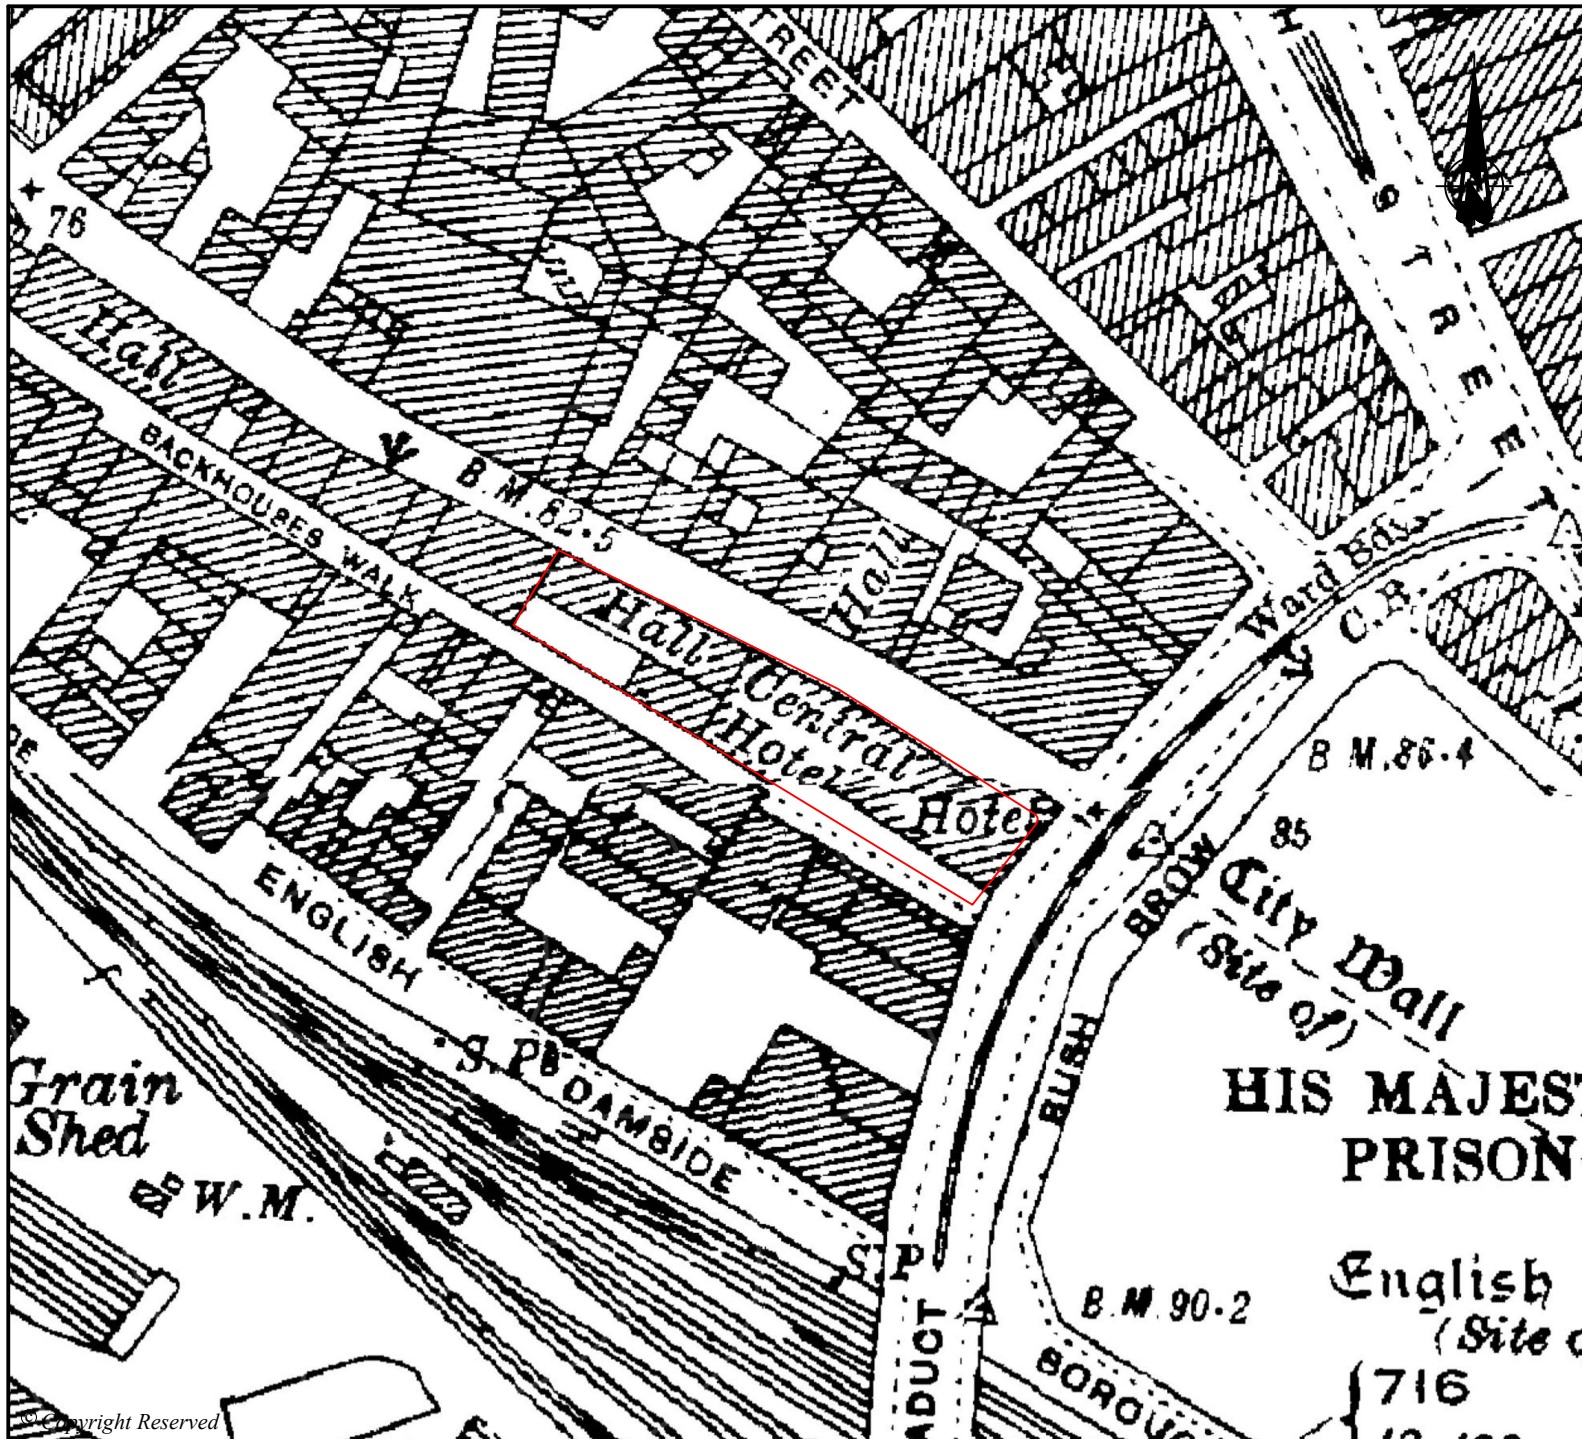 TREET
H
STREET
76
Hall
BACKHOUSES WALK
B.M.82.5
Hall
Hall
Central
Hotel
Hotel
Ward Bdy.
C.R.
B.M.86.4
85
City Wall
(Site of)
BUSH BROW
HIS MAJEST
PRISON
ENGLISH DAMSIDE
S.P
Grain
Shed
W.M.
S.P
B.M.90.2
English
(Site o
ADUCT
BOROUG
716
© Copyright Reserved